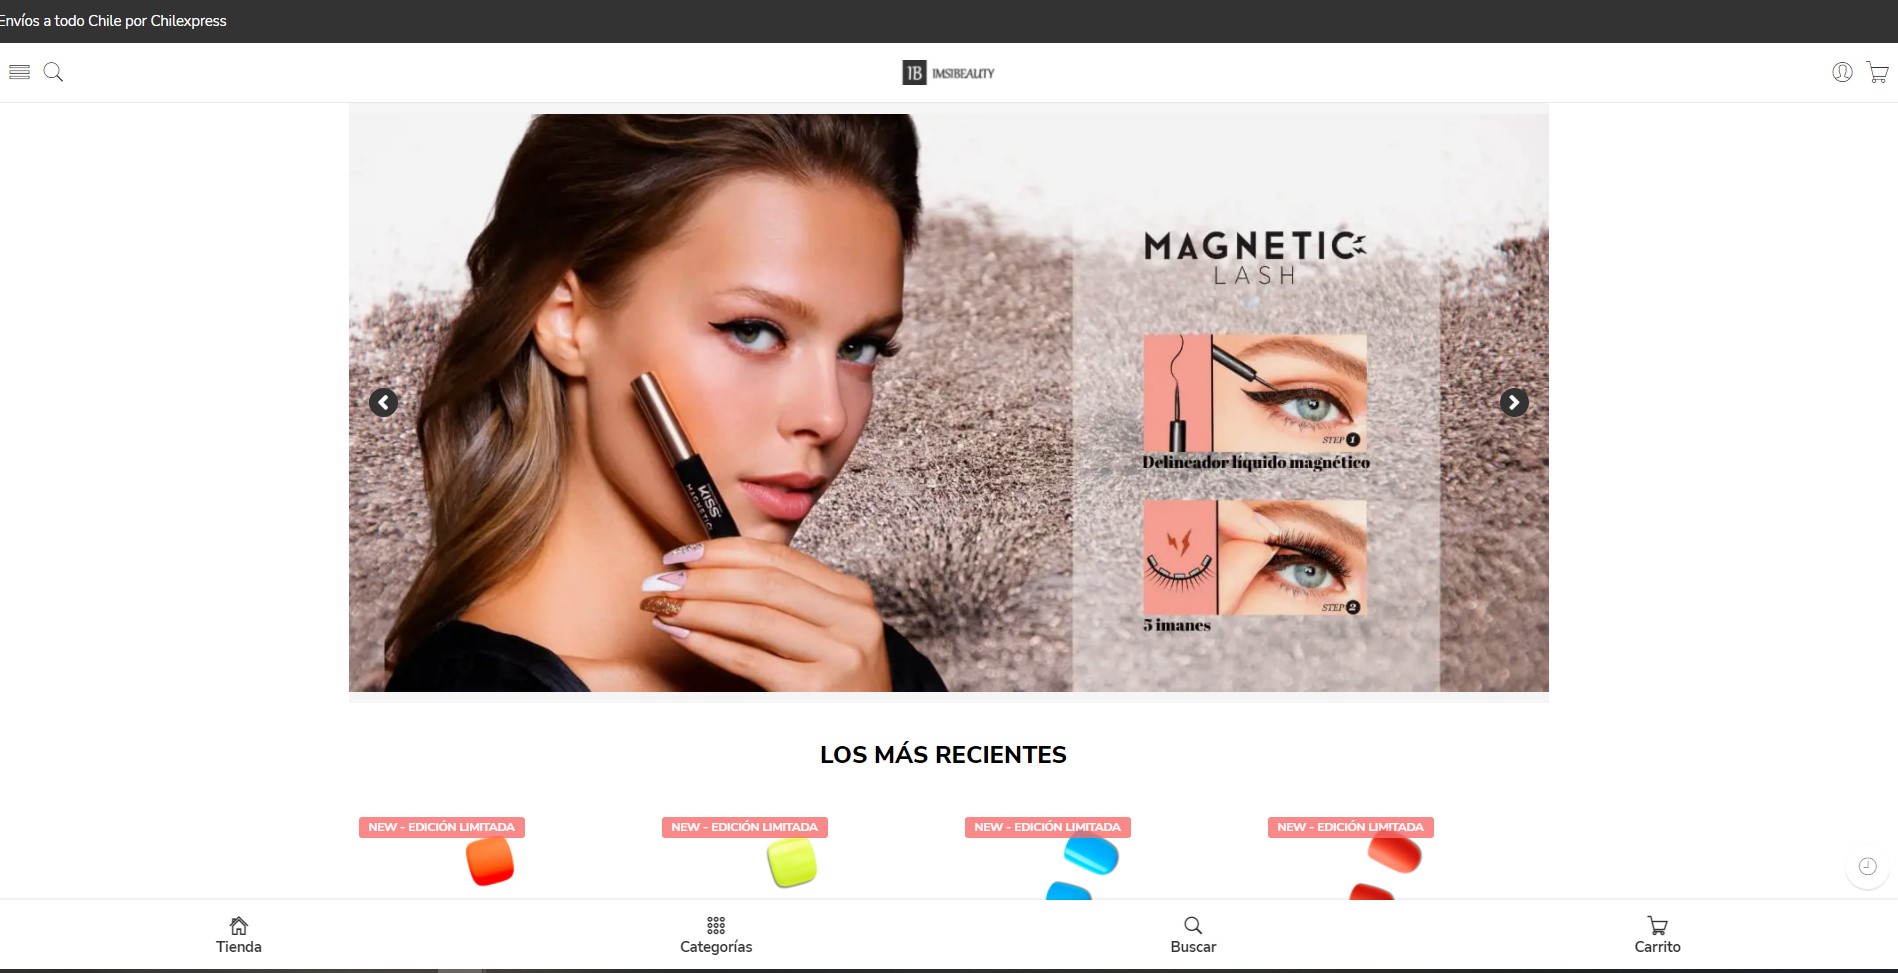 Envíos a todo Chile por Chilexpress
IB IMSIBEAUTY
MAGNETIC
LASH
STEP 1
Delineador líquido magnético
KISS
MAGNETIC
STEP 2
5 imanes
LOS MÁS RECIENTES
NEW - EDICIÓN LIMITADA
NEW - EDICIÓN LIMITADA
NEW - EDICIÓN LIMITADA
NEW - EDICIÓN LIMITADA
Tienda
Categorías
Buscar
Carrito